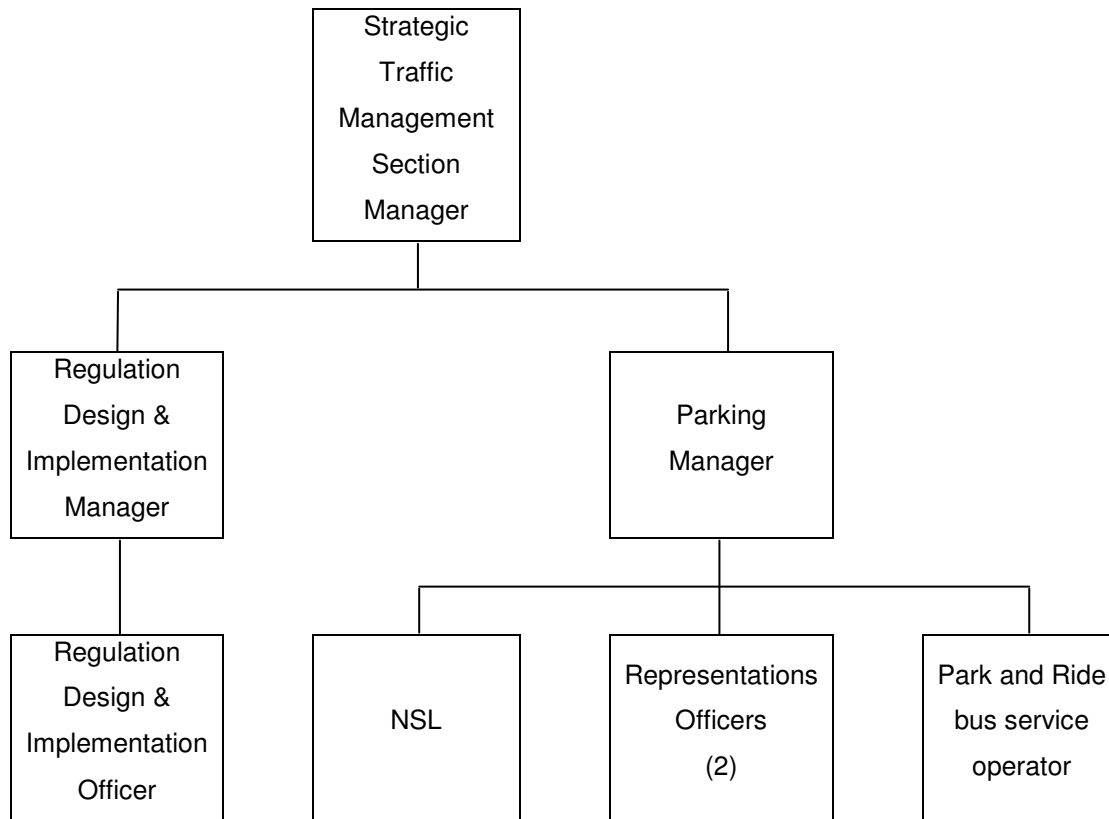 Strategic
Traffic
Management
Section
Manager
Regulation
Design &
Implementation
Manager
Parking
Manager
Regulation
Design &
Implementation
Officer
NSL
Representations
Officers
(2)
Park and Ride
bus service
operator